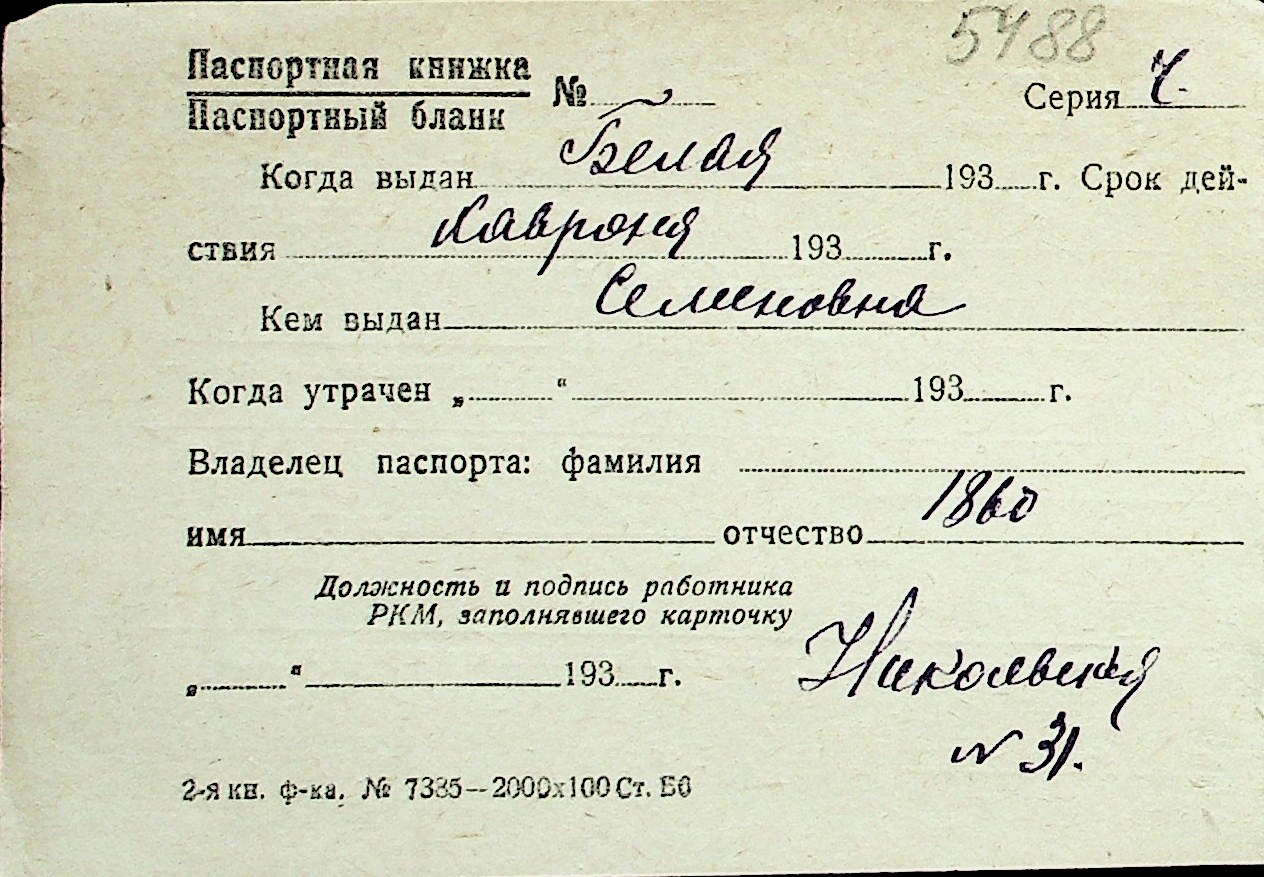 5488
Паспортная книжка
Паспортный бланк
№
Серия Ч.
Белая
Когда выдан 193 г. Срок дей-
Хаврония
ствия 193 г.
Семеновна
Кем выдан
Когда утрачен „ “ 193 г.
Владелец паспорта: фамилия
1860
имя отчество
Должность и подпись работника
РКМ, заполнявшего карточку
Никольская
„ “ 193 г.
№ 31.
2-я кн. ф-ка. № 7335—2000х100 Ст. Б6